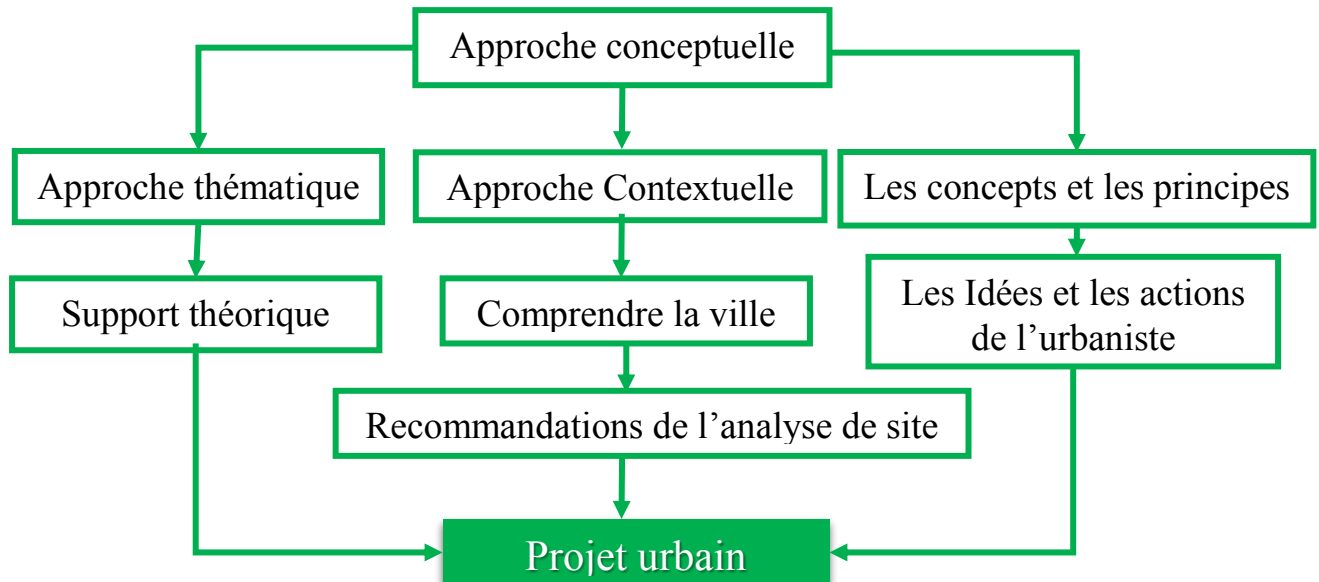 Approche conceptuelle
Approche thématique
Approche Contextuelle
Les concepts et les principes
Support théorique
Comprendre la ville
Les Idées et les actions
de l’urbaniste
Recommandations de l’analyse de site
Projet urbain